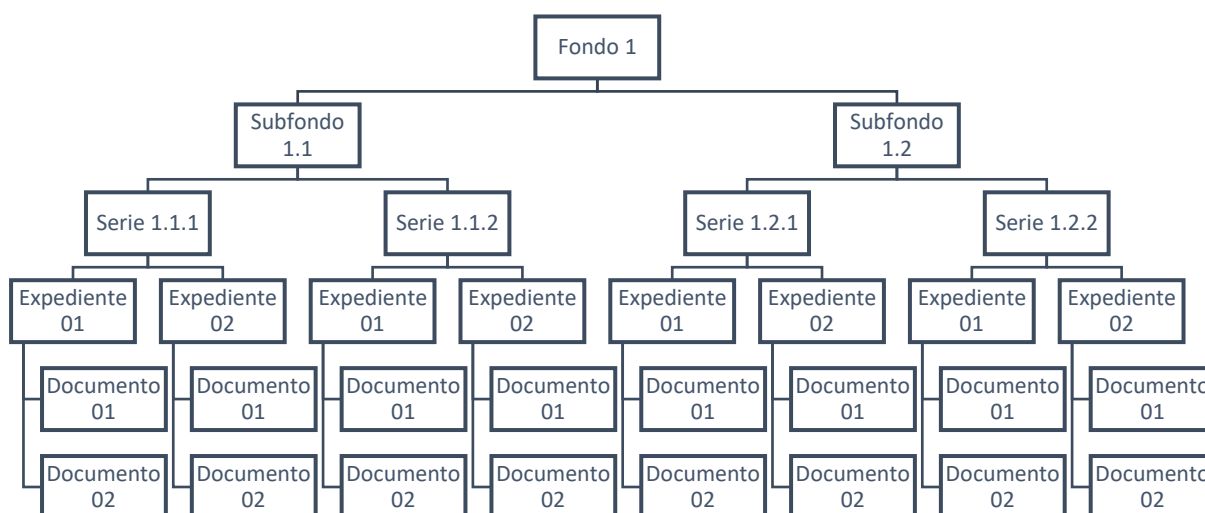 Fondo 1
Subfondo
1.1
Subfondo
1.2
Serie 1.1.1
Serie 1.1.2
Serie 1.2.1
Serie 1.2.2
Expediente
01
Expediente
02
Expediente
01
Expediente
02
Expediente
01
Expediente
02
Expediente
01
Expediente
02
Documento
01
Documento
01
Documento
01
Documento
01
Documento
01
Documento
01
Documento
01
Documento
01
Documento
02
Documento
02
Documento
02
Documento
02
Documento
02
Documento
02
Documento
02
Documento
02